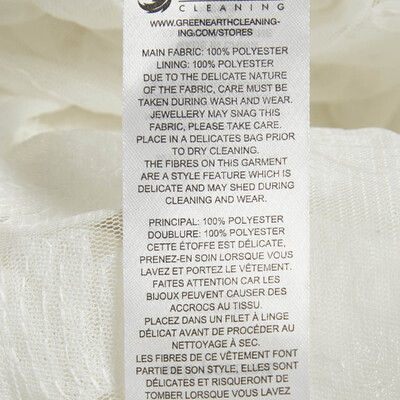 CLEANING
WWW.GREENEARTHCLEANING-
ING.COM/STORES
MAIN FABRIC: 100% POLYESTER
LINING: 100% POLYESTER
DUE TO THE DELICATE NATURE
OF THE FABRIC, CARE MUST BE
TAKEN DURING WASH AND WEAR.
JEWELLERY MAY SNAG THIS
FABRIC, PLEASE TAKE CARE.
PLACE IN A DELICATES BAG PRIOR
TO DRY CLEANING.
THE FIBRES ON THIS GARMENT
ARE A STYLE FEATURE WHICH IS
DELICATE AND MAY SHED DURING
CLEANING AND WEAR.
PRINCIPAL: 100% POLYESTER
DOUBLURE: 100% POLYESTER
CETTE ÉTOFFE EST DÉLICATE,
PRENEZ-EN SOIN LORSQUE VOUS
LAVEZ ET PORTEZ LE VÊTEMENT.
FAITES ATTENTION CAR LES
BIJOUX PEUVENT CAUSER DES
ACCROCS AU TISSU.
PLACEZ DANS UN FILET À LINGE
DÉLICAT AVANT DE PROCÉDER AU
NETTOYAGE À SEC.
LES FIBRES DE CE VÊTEMENT FONT
PARTIE DE SON STYLE, ELLES SONT
DÉLICATES ET RISQUERONT DE
TOMBER LORSQUE VOUS LAVEZ